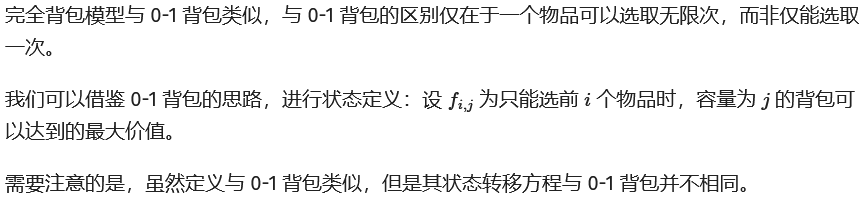 完全背包模型与 0-1 背包类似，与 0-1 背包的区别仅在于一个物品可以选取无限次，而非仅能选取
一次。
我们可以借鉴 0-1 背包的思路，进行状态定义：设 f_{i,j} 为只能选前 i 个物品时，容量为 j 的背包可
以达到的最大价值。
需要注意的是，虽然定义与 0-1 背包类似，但是其状态转移方程与 0-1 背包并不相同。